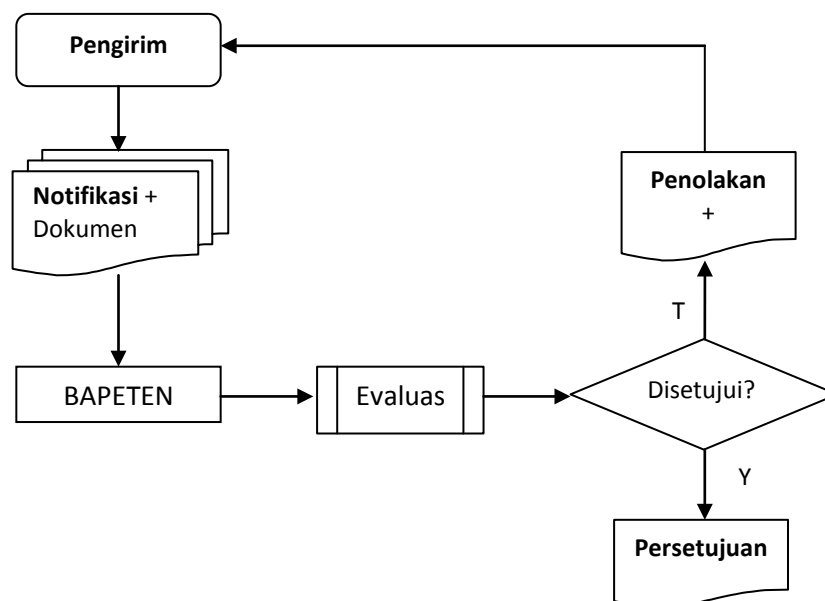 Pengirim
Notifikasi +
Dokumen
BAPETEN
Evaluas
Disetujui?
T
Penolakan
+
Y
Persetujuan